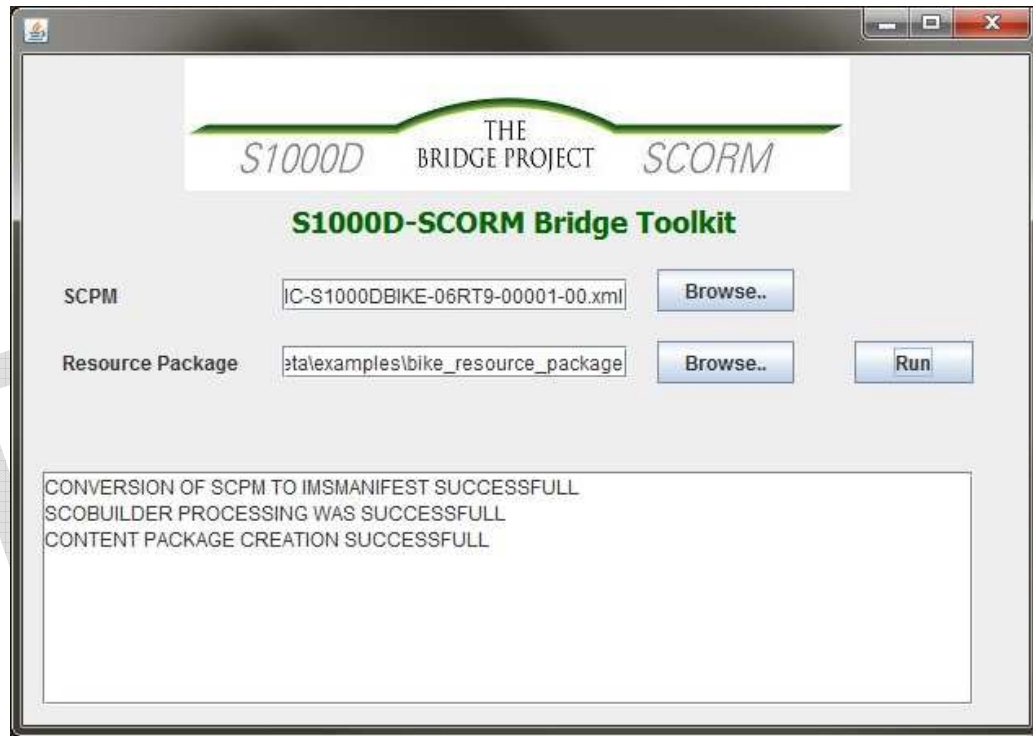 THE
S1000D BRIDGE PROJECT SCORM
S1000D-SCORM Bridge Toolkit
SCPM IC-S1000DBIKE-06RT9-00001-00.xml Browse..
Resource Package eta\examples\bike_resource_package Browse.. Run
CONVERSION OF SCPM TO IMSMANIFEST SUCCESSFULL
SCOBUILDER PROCESSING WAS SUCCESSFULL
CONTENT PACKAGE CREATION SUCCESSFULL